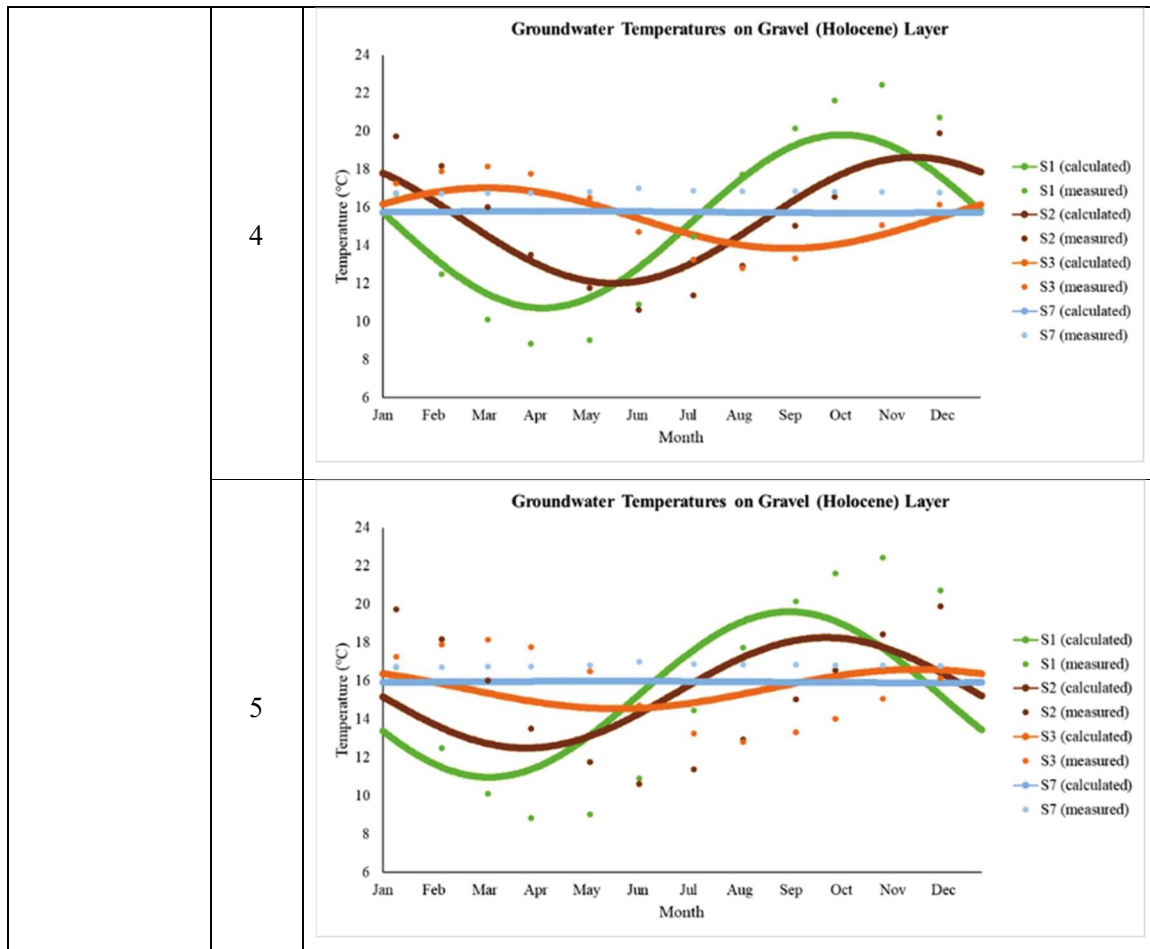 4
Groundwater Temperatures on Gravel (Holocene) Layer
24
22
20
18
16
14
12
10
8
6
Temperature (°C)
Jan Feb Mar Apr May Jun Jul Aug Sep Oct Nov Dec
Month
S1 (calculated)
S1 (measured)
S2 (calculated)
S2 (measured)
S3 (calculated)
S3 (measured)
S7 (calculated)
S7 (measured)
5
Groundwater Temperatures on Gravel (Holocene) Layer
24
22
20
18
16
14
12
10
8
6
Temperature (°C)
Jan Feb Mar Apr May Jun Jul Aug Sep Oct Nov Dec
Month
S1 (calculated)
S1 (measured)
S2 (calculated)
S2 (measured)
S3 (calculated)
S3 (measured)
S7 (calculated)
S7 (measured)